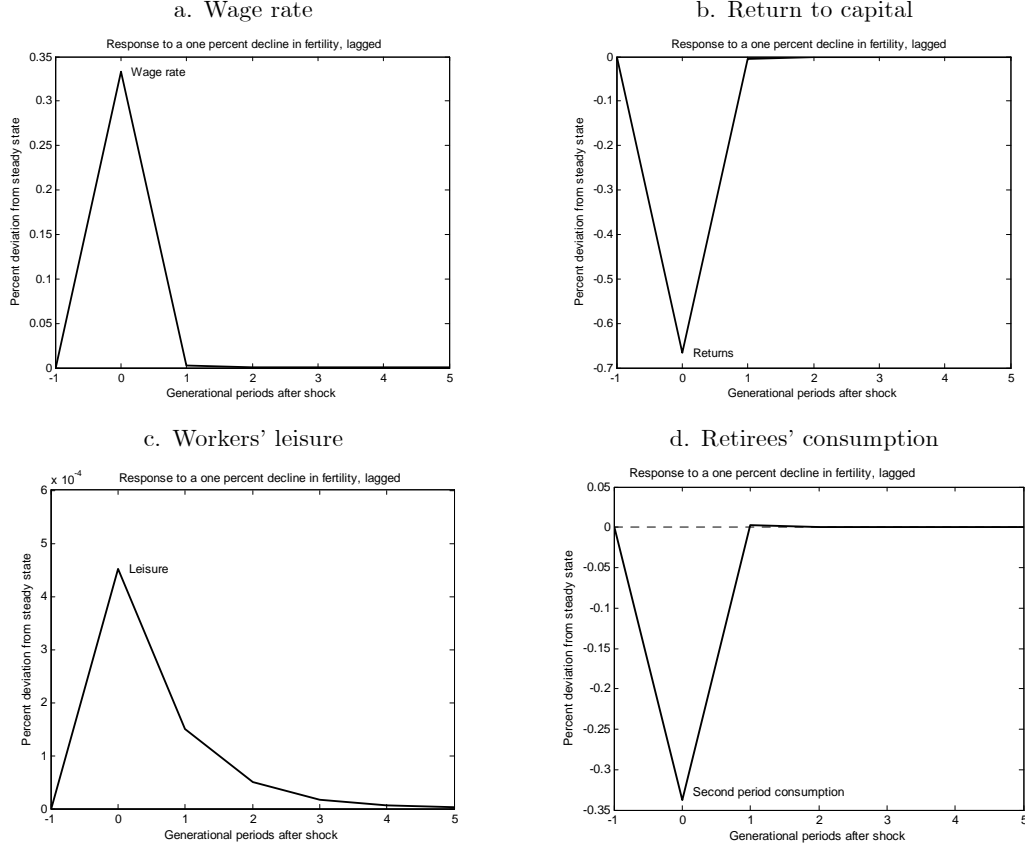 a. Wage rate
Response to a one percent decline in fertility, lagged
Percent deviation from steady state
0.35
0.3
0.25
0.2
0.15
0.1
0.05
0
Wage rate
-1 0 1 2 3 4 5
Generational periods after shock
b. Return to capital
Response to a one percent decline in fertility, lagged
Percent deviation from steady state
0
-0.1
-0.2
-0.3
-0.4
-0.5
-0.6
-0.7
Returns
-1 0 1 2 3 4 5
Generational periods after shock
c. Workers' leisure
Response to a one percent decline in fertility, lagged
x 10⁻⁴
Percent deviation from steady state
6
5
4
3
2
1
0
Leisure
-1 0 1 2 3 4 5
Generational periods after shock
d. Retirees' consumption
Response to a one percent decline in fertility, lagged
Percent deviation from steady state
0.05
0
-0.05
-0.1
-0.15
-0.2
-0.25
-0.3
-0.35
Second period consumption
-1 0 1 2 3 4 5
Generational periods after shock